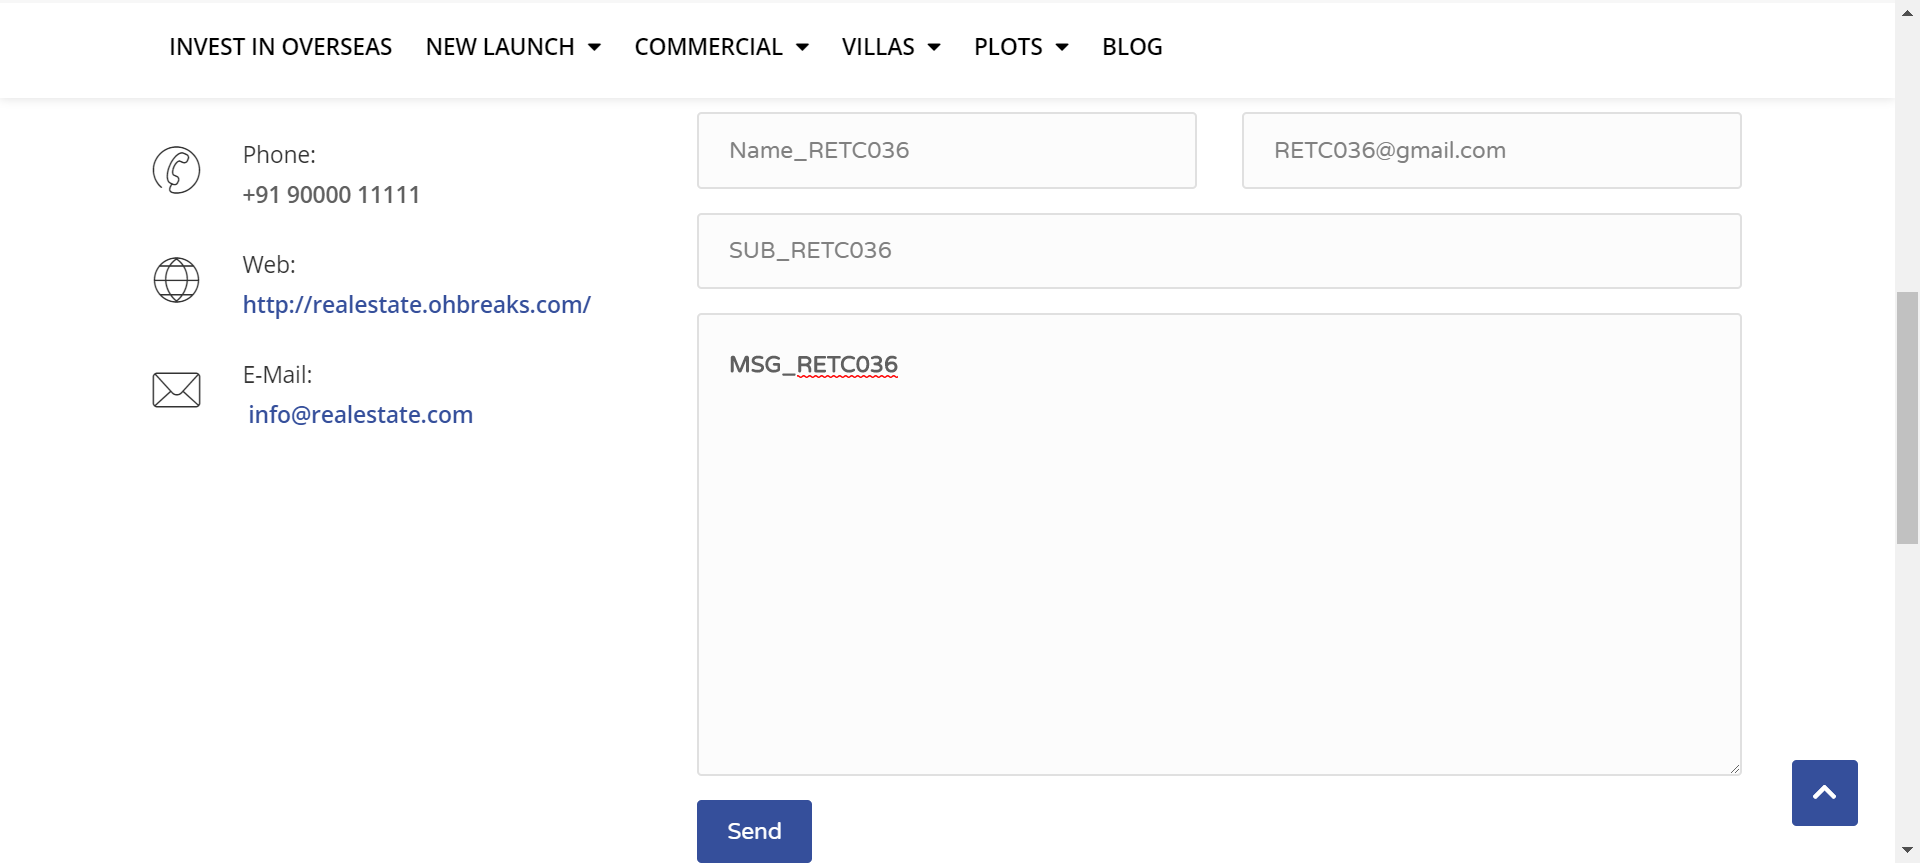 INVEST IN OVERSEAS NEW LAUNCH COMMERCIAL VILLAS PLOTS BLOG
Phone:
+91 90000 11111
Web:
http://realestate.ohbreaks.com/
E-Mail:
info@realestate.com
Name_RETC036 RETC036@gmail.com
SUB_RETC036
MSG_RETC036
Send